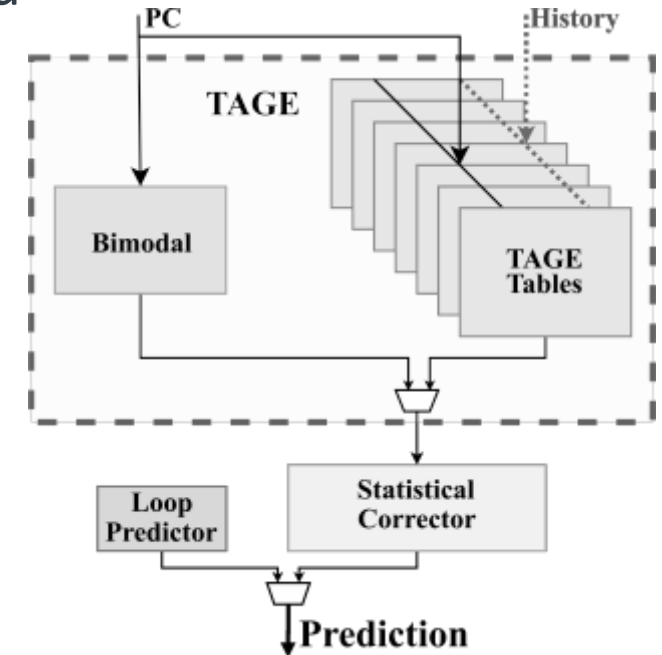 PC
History
TAGE
Bimodal
TAGE
Tables
Loop
Predictor
Statistical
Corrector
Prediction